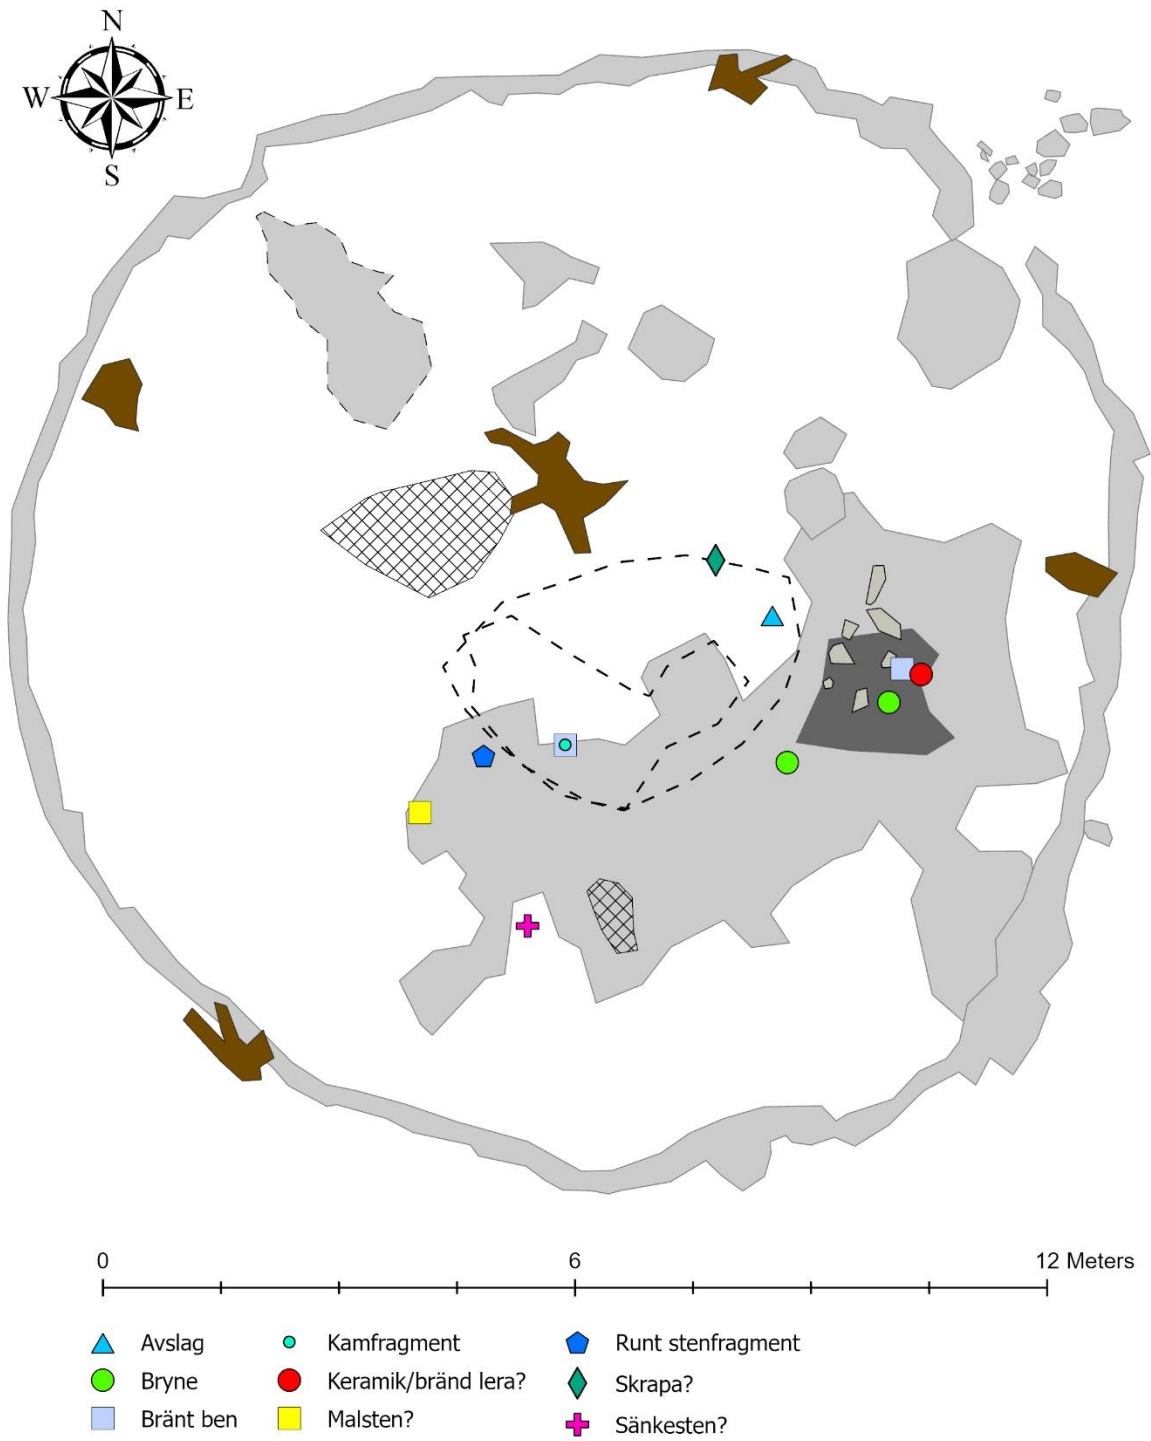 N
W E
S
0 6 12 Meters
Avslag Kamfragment Runt stenfragment
Bryne Keramik/bränd lera? Skrapa?
Bränt ben Malsten? Sänkesten?